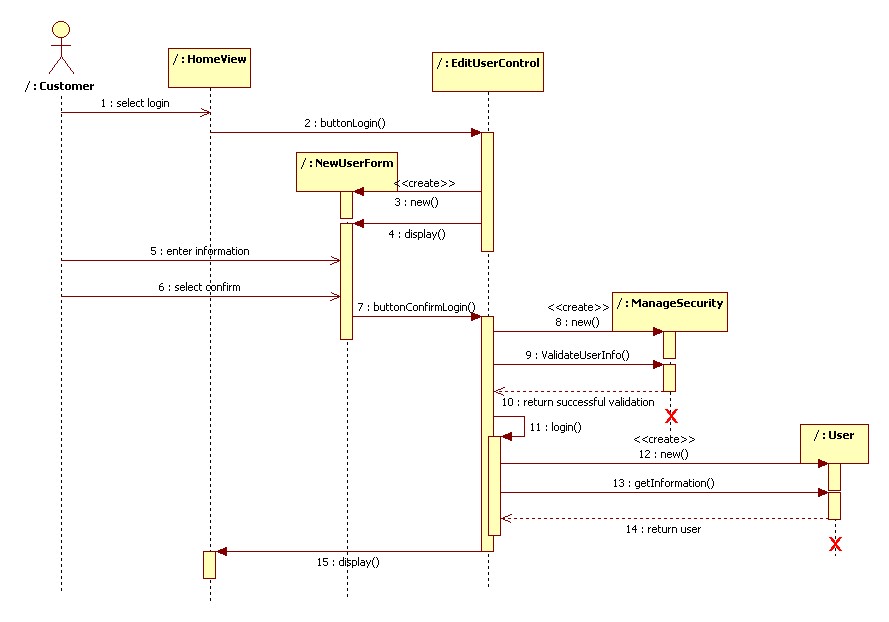 / : Customer
/ : HomeView
/ : EditUserControl
1 : select login
2 : buttonLogin()
/ : NewUserForm
<<create>>
3 : new()
4 : display()
5 : enter information
6 : select confirm
7 : buttonConfirmLogin()
/ : ManageSecurity
<<create>>
8 : new()
9 : ValidateUserInfo()
10 : return successful validation
X
11 : login()
/ : User
<<create>>
12 : new()
13 : getInformation()
14 : return user
X
15 : display()